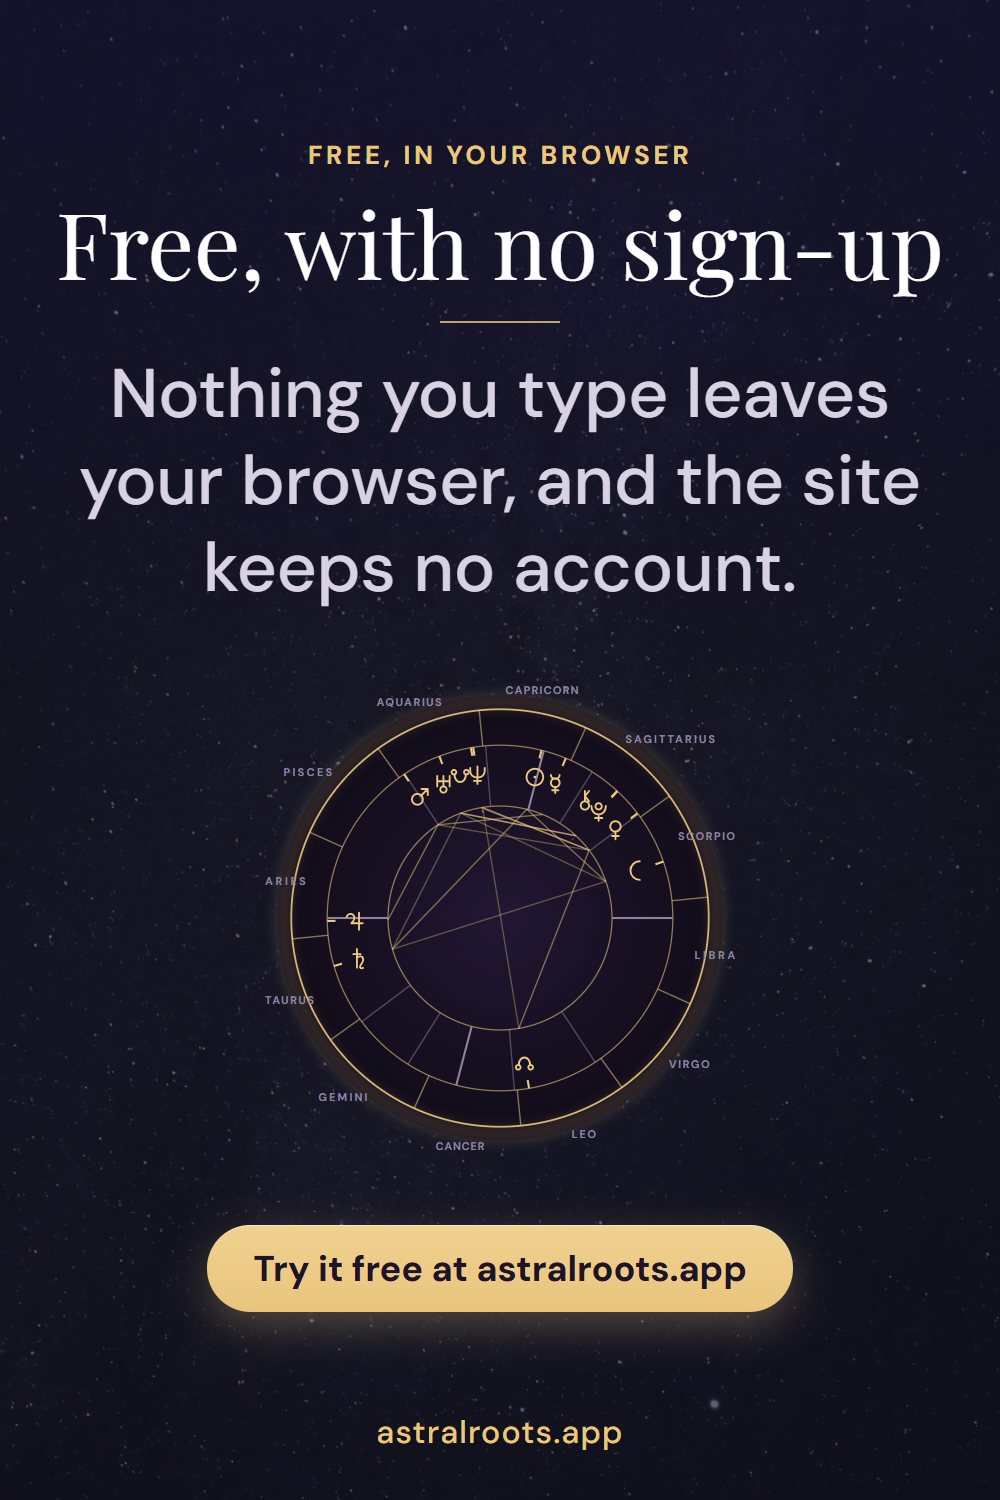 FREE, IN YOUR BROWSER
Free, with no sign-up
Nothing you type leaves
your browser, and the site
keeps no account.
CAPRICORN
AQUARIUS
SAGITTARIUS
PISCES
SCORPIO
ARIES
LIBRA
TAURUS
VIRGO
GEMINI
LEO
CANCER
Try it free at astralroots.app
astralroots.app